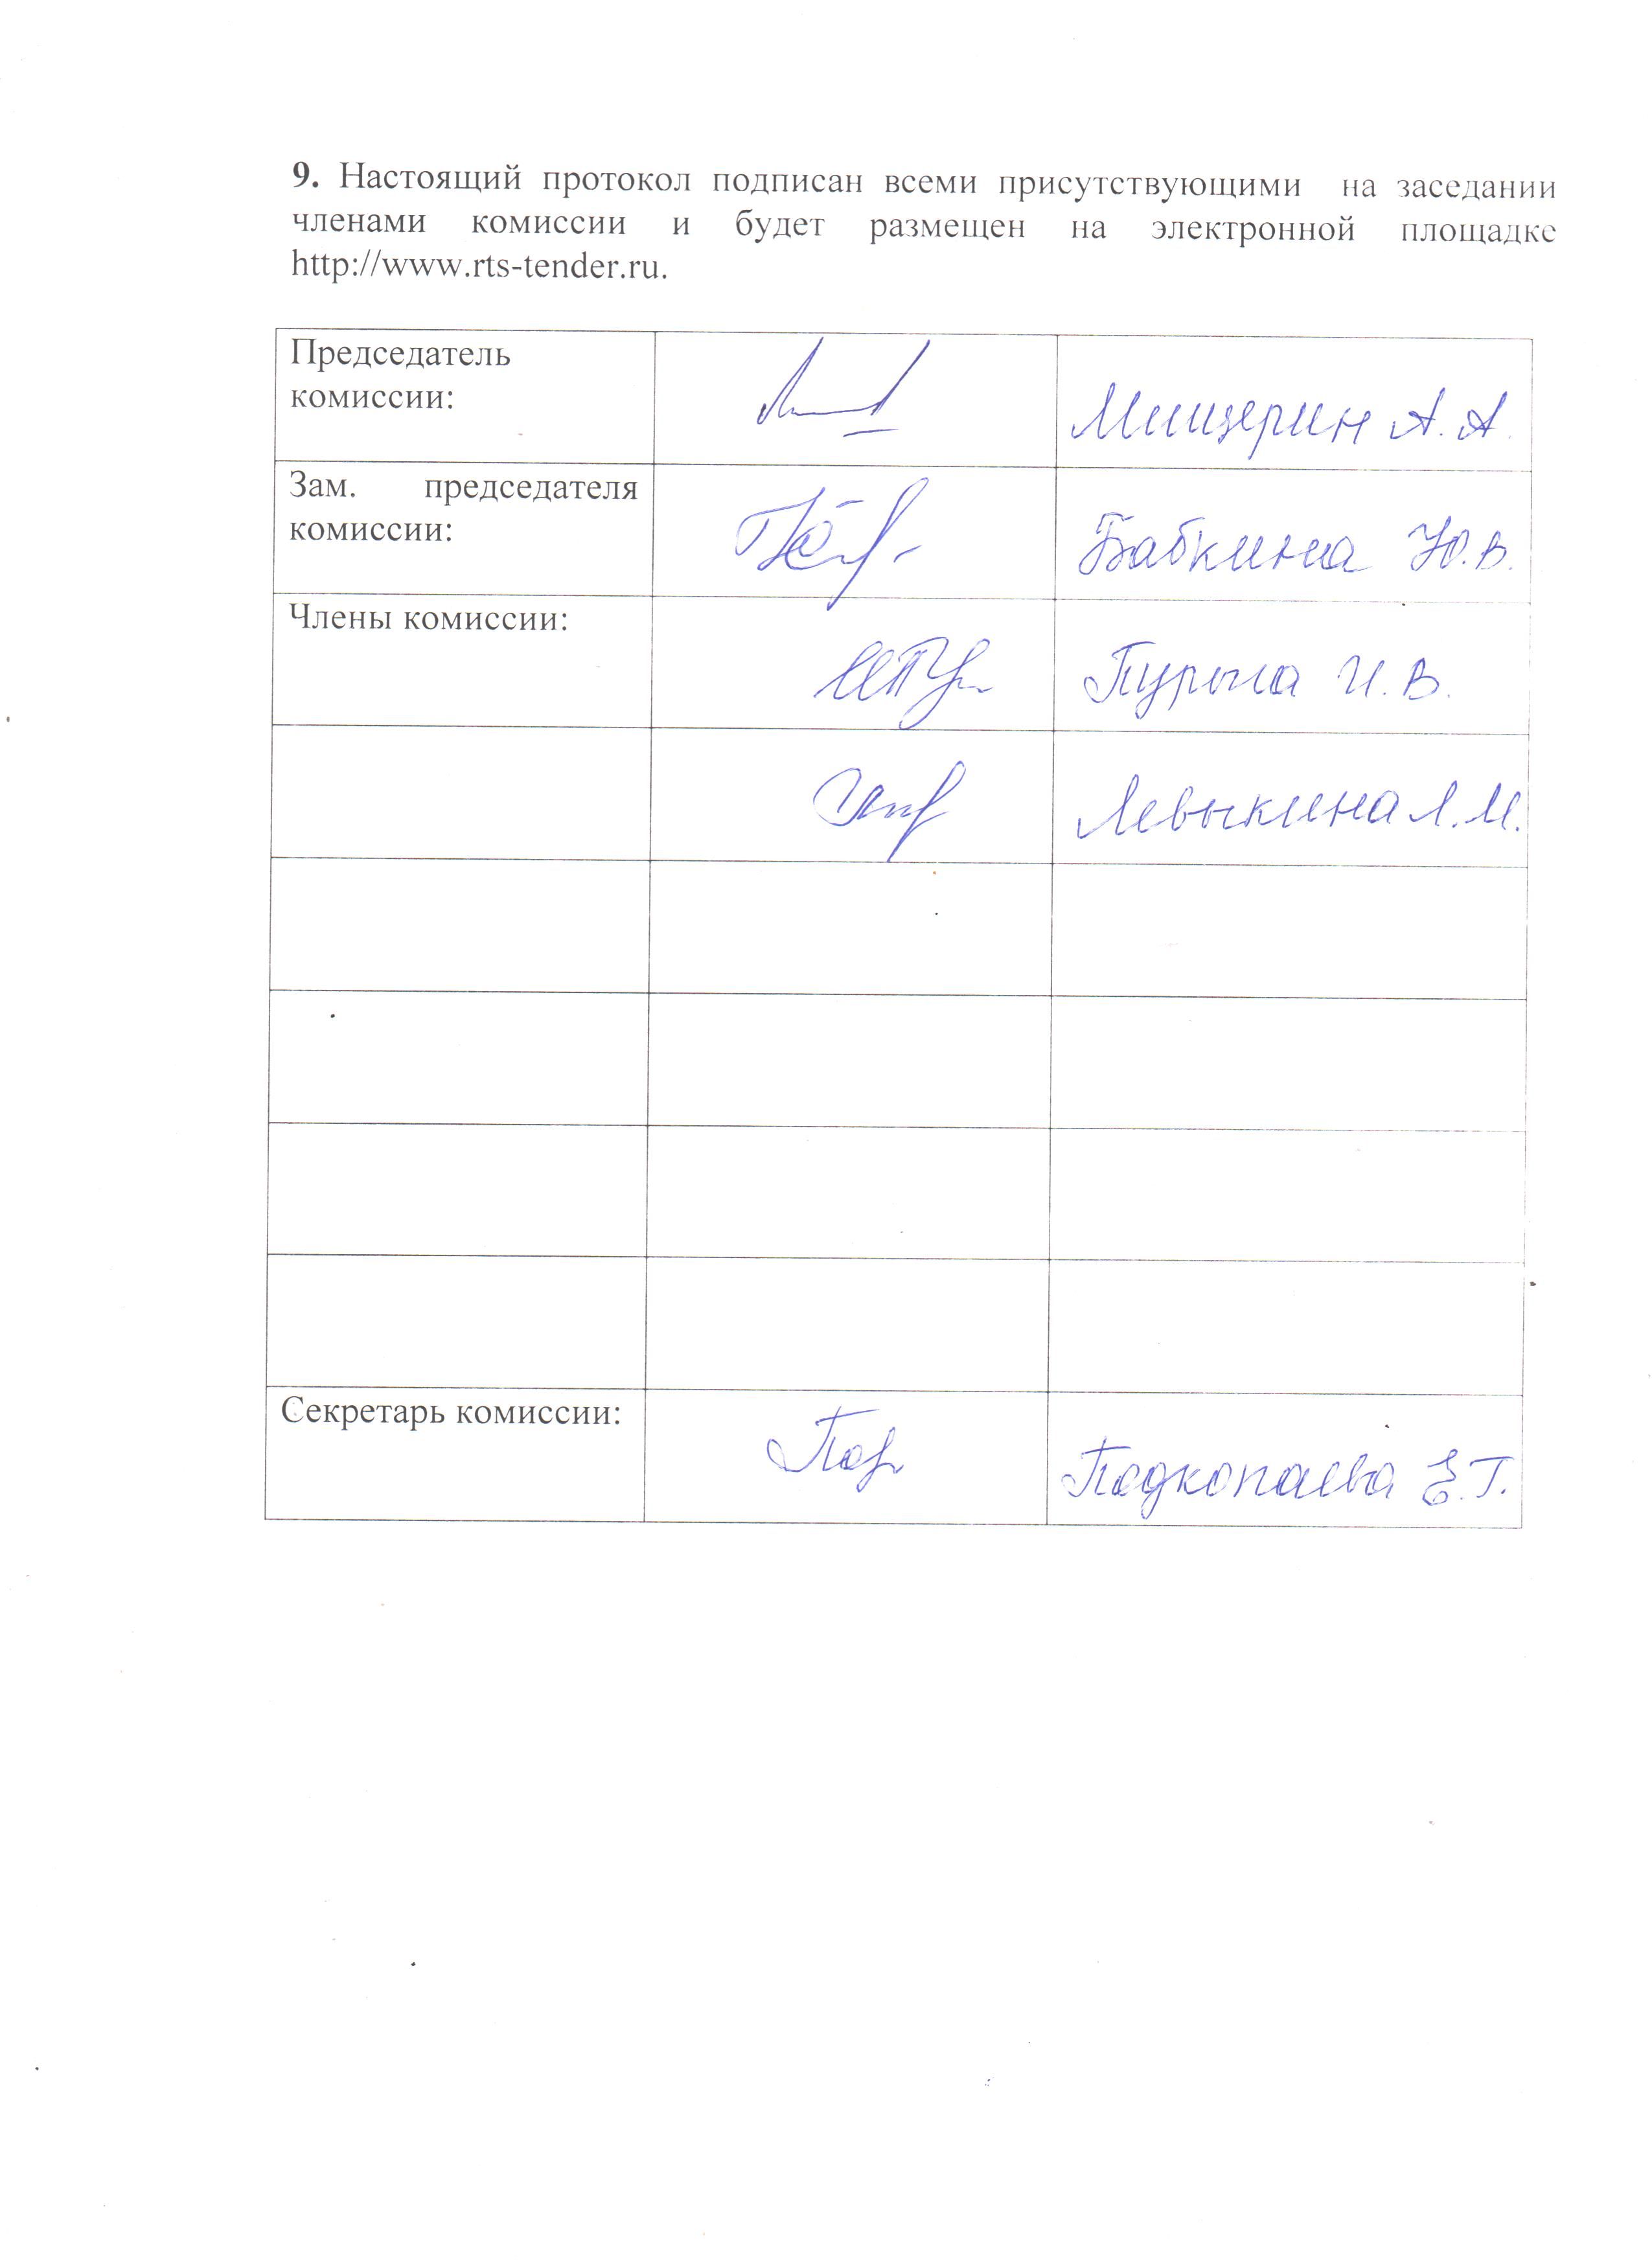 9. Настоящий протокол подписан всеми присутствующими на заседании
членами комиссии и будет размещен на электронной площадке
http://www.rts-tender.ru.
Председатель
комиссии:
Мищерин А. А.
Зам. председателя
комиссии:
Бабкина Ю.В.
Члены комиссии:
И. В.
Левыкина Л.М.
Секретарь комиссии:
Подкопаева Е.Г.